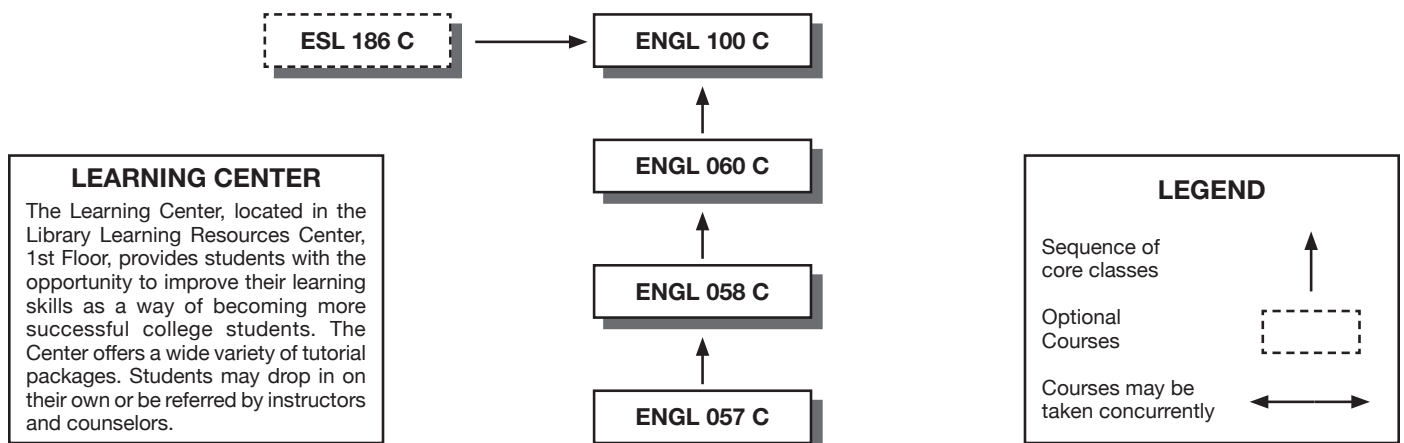 ESL 186 C
ENGL 100 C
ENGL 060 C
ENGL 058 C
ENGL 057 C
LEARNING CENTER
The Learning Center, located in the
Library Learning Resources Center,
1st Floor, provides students with the
opportunity to improve their learning
skills as a way of becoming more
successful college students. The
Center offers a wide variety of tutorial
packages. Students may drop in on
their own or be referred by instructors
and counselors.
LEGEND
Sequence of
core classes
Optional
Courses
Courses may be
taken concurrently